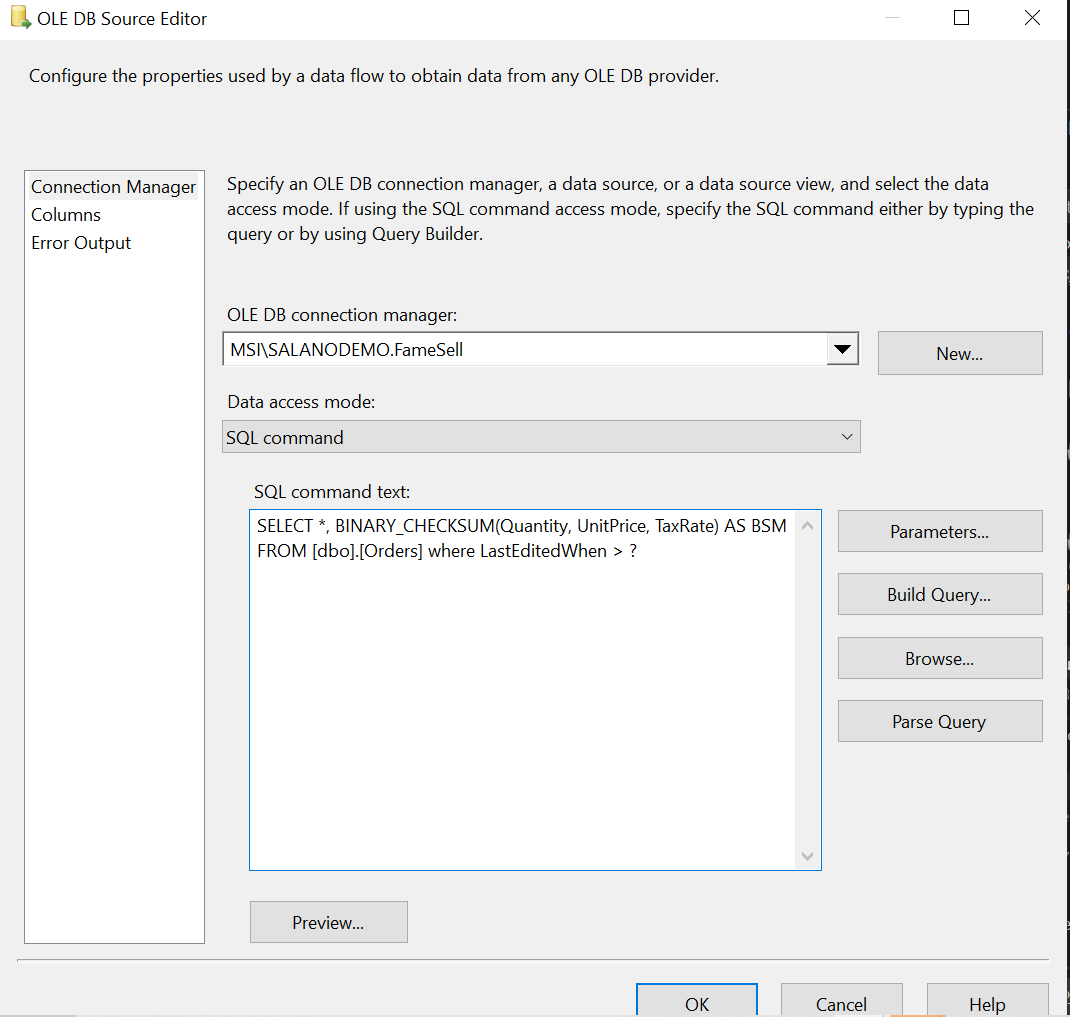 OLE DB Source Editor
Configure the properties used by a data flow to obtain data from any OLE DB provider.
Connection Manager
Columns
Error Output
Specify an OLE DB connection manager, a data source, or a data source view, and select the data
access mode. If using the SQL command access mode, specify the SQL command either by typing the
query or by using Query Builder.
OLE DB connection manager:
MSI\SALANODEMO.FameSell
New...
Data access mode:
SQL command
SQL command text:
SELECT *, BINARY_CHECKSUM(Quantity, UnitPrice, TaxRate) AS BSM
FROM [dbo].[Orders] where LastEditedWhen > ?
Parameters...
Build Query...
Browse...
Parse Query
Preview...
OK
Cancel
Help